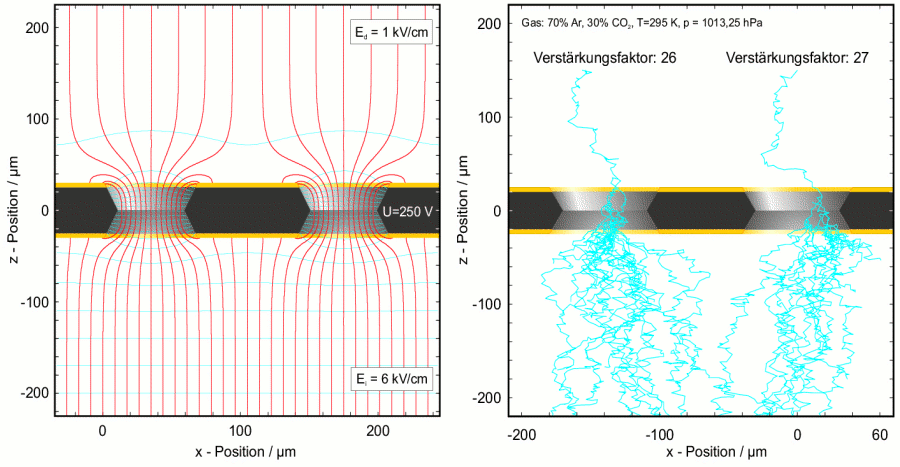 E_d = 1 kV/cm
U=250 V
E_i = 6 kV/cm
z - Position / µm
200
100
0
-100
-200
0
100
200
x - Position / µm
Gas: 70% Ar, 30% CO₂, T=295 K, p = 1013,25 hPa
Verstärkungsfaktor: 26
Verstärkungsfaktor: 27
z - Position / µm
200
100
0
-100
-200
-200
-100
0
x - Position / µm